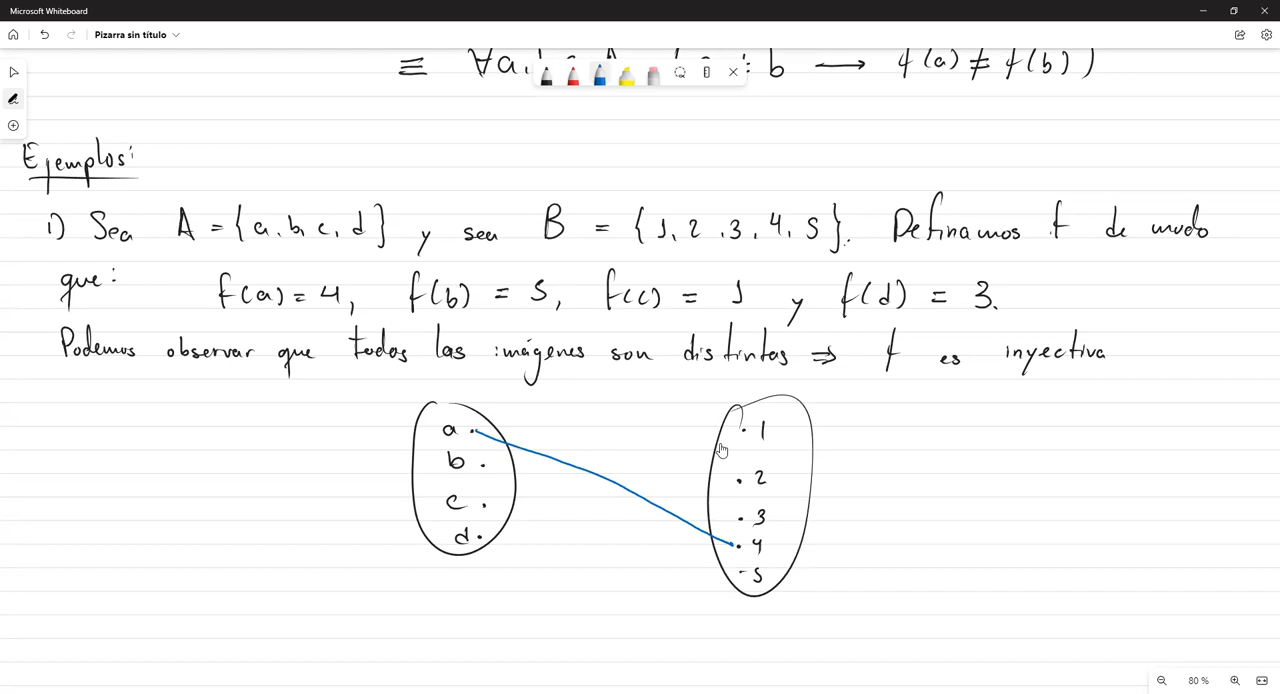 Microsoft Whiteboard
Pizarra sin título
≡ ∀a, b → f(a) ≠ f(b))
Ejemplos:
1) Sea A = {a, b, c, d} y sea B = {1, 2, 3, 4, 5}. Definamos f de modo
que: f(a) = 4, f(b) = 5, f(c) = 1 y f(d) = 3.
Podemos observar que todas las imágenes son distintas ⇒ f es inyectiva
a · · 1
b · · 2
c · · 3
d · · 4
· 5
80 %